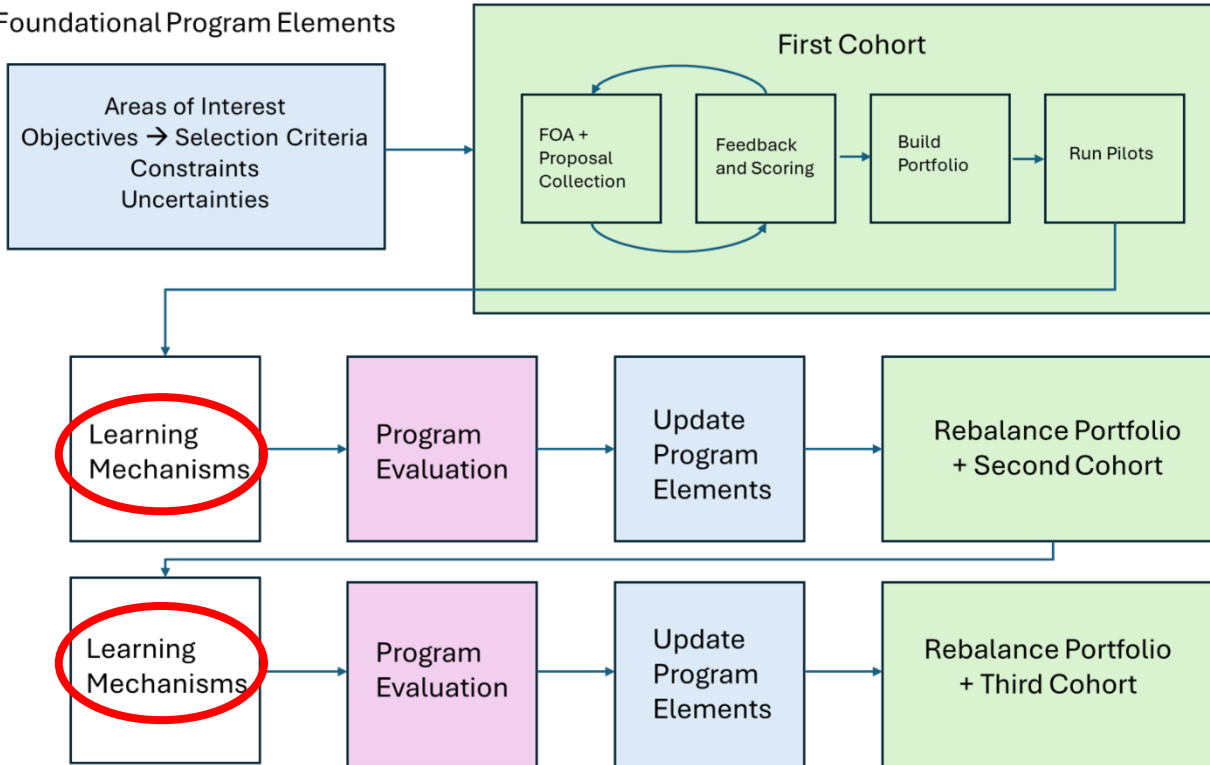 Foundational Program Elements
Areas of Interest
Objectives → Selection Criteria
Constraints
Uncertainties
First Cohort
FOA +
Proposal
Collection
Feedback
and Scoring
Build
Portfolio
Run Pilots
Learning
Mechanisms
Program
Evaluation
Update
Program
Elements
Rebalance Portfolio
+ Second Cohort
Learning
Mechanisms
Program
Evaluation
Update
Program
Elements
Rebalance Portfolio
+ Third Cohort